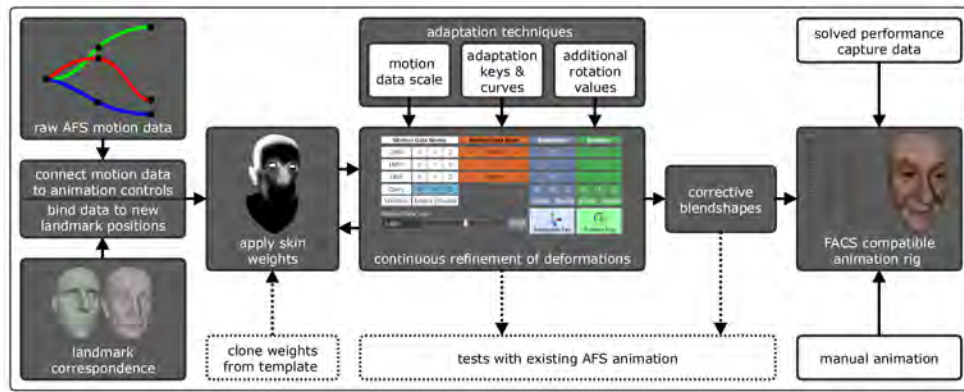 raw AFS motion data
connect motion data
to animation controls
bind data to new
landmark positions
landmark
correspondence
apply skin
weights
clone weights
from template
adaptation techniques
motion
data scale
adaptation
keys &
curves
additional
rotation
values
continuous refinement of deformations
tests with existing AFS animation
corrective
blendshapes
solved performance
capture data
FACS compatible
animation rig
manual animation